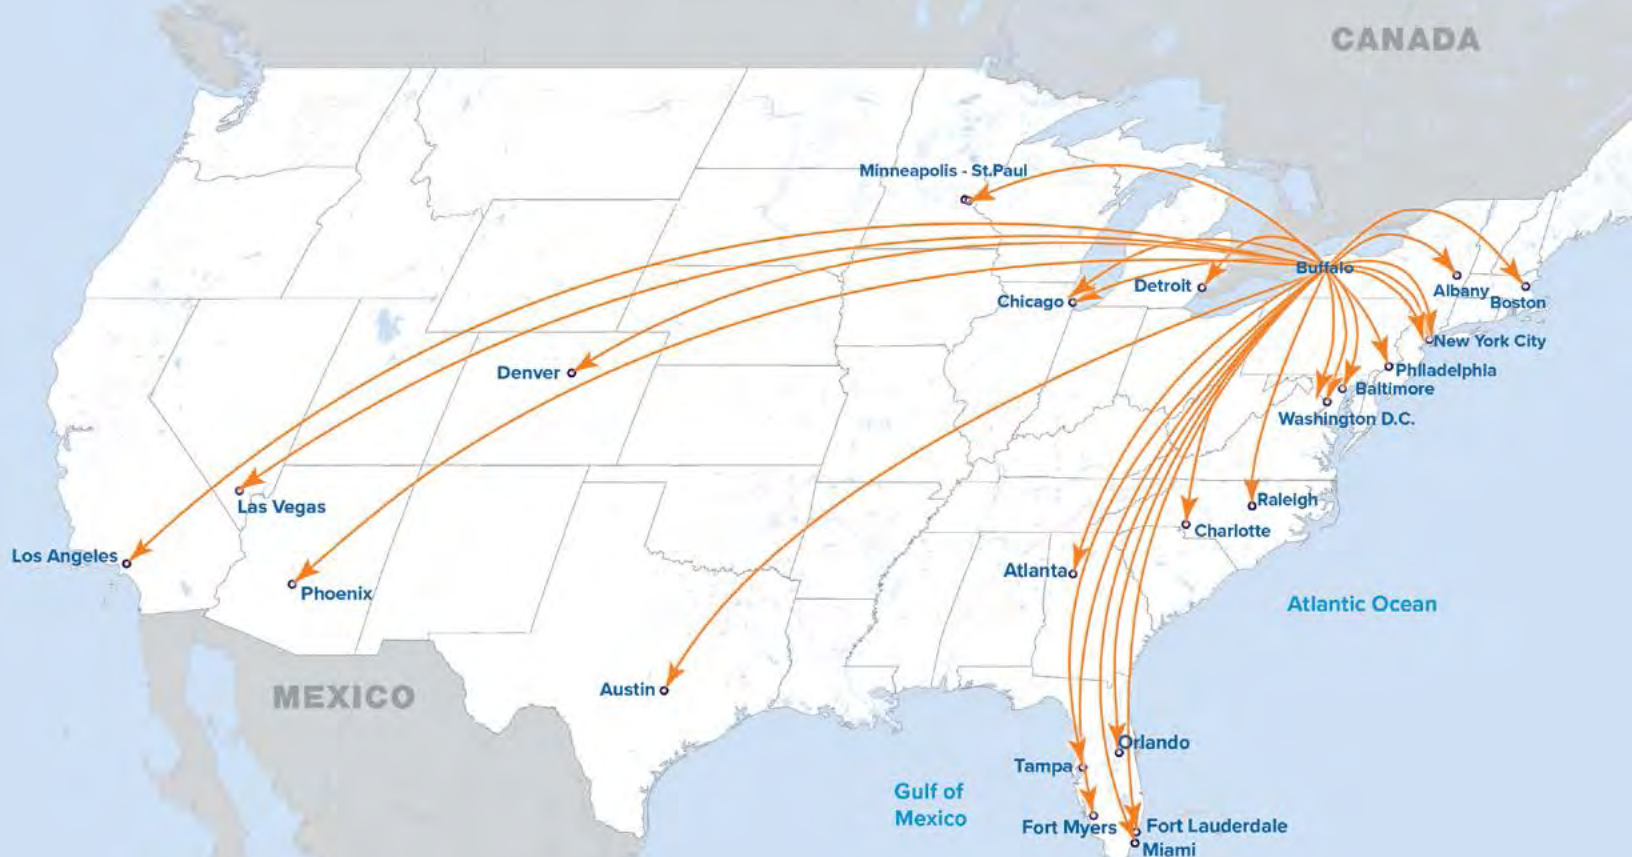 CANADA
Minneapolis - St.Paul
Buffalo
Detroit
Albany
Boston
Chicago
New York City
Denver
Philadelphia
Baltimore
Washington D.C.
Las Vegas
Raleigh
Charlotte
Los Angeles
Atlanta
Phoenix
Atlantic Ocean
MEXICO
Austin
Orlando
Tampa
Gulf of
Mexico
Fort Myers
Fort Lauderdale
Miami